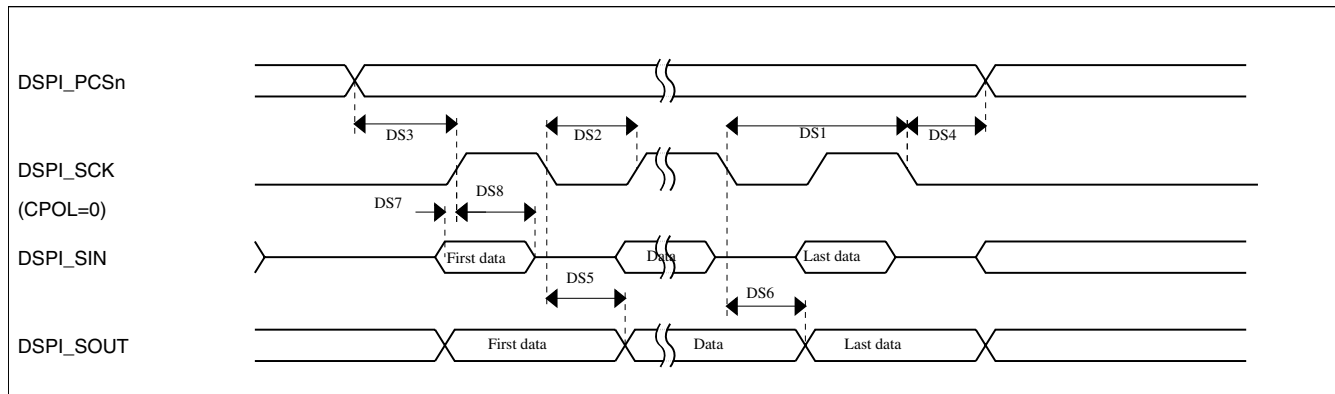 DSPI_PCSn
DS3
DS2
DS1
DS4
DSPI_SCK
(CPOL=0)
DS7
DS8
DSPI_SIN
First data
Data
Last data
DS5
DS6
DSPI_SOUT
First data
Data
Last data